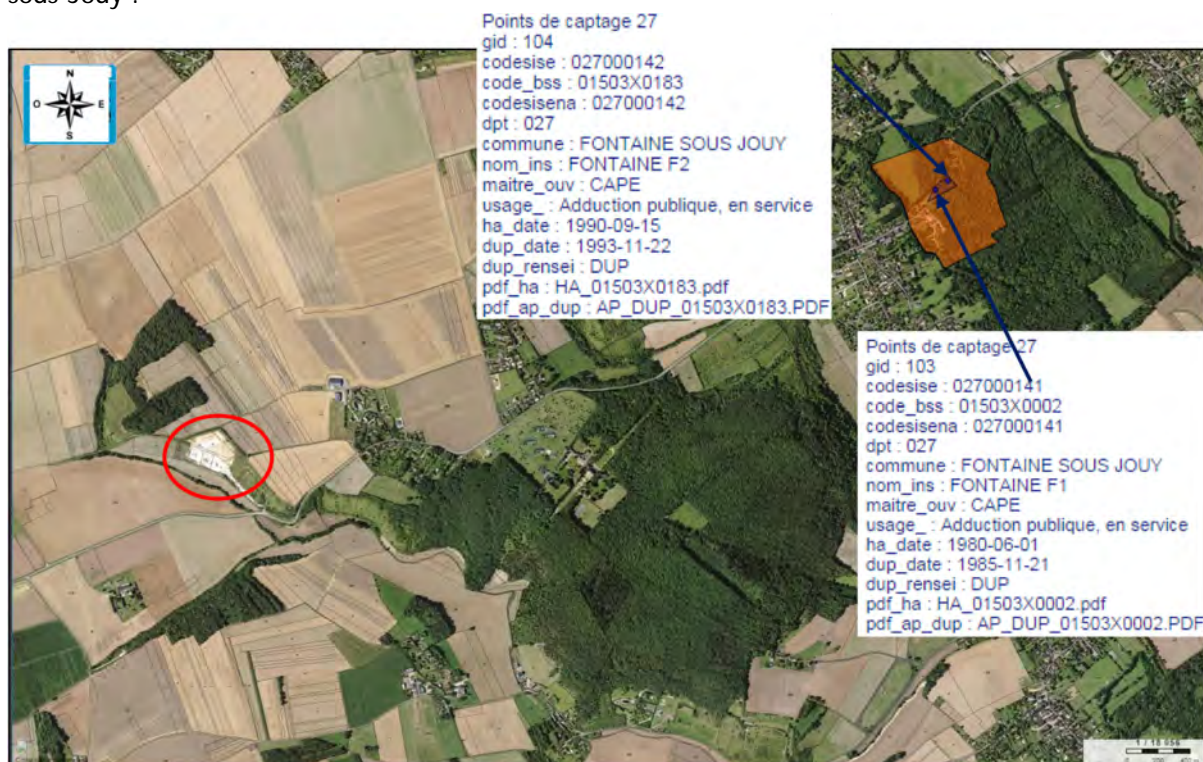 sous Jouy :
Points de captage 27
gid : 104
codesise : 027000142
code_bss : 01503X0183
codesisena : 027000142
dpt : 027
commune : FONTAINE SOUS JOUY
nom_ins : FONTAINE F2
maitre_ouv : CAPE
usage_ : Adduction publique, en service
ha_date : 1990-09-15
dup_date : 1993-11-22
dup_rensei : DUP
pdf_ha : HA_01503X0183.pdf
pdf_ap_dup : AP_DUP_01503X0183.PDF
N
O
E
S
Points de captage 27
gid : 103
codesise : 027000141
code_bss : 01503X0002
codesisena : 027000141
dpt : 027
commune : FONTAINE SOUS JOUY
nom_ins : FONTAINE F1
maitre_ouv : CAPE
usage_ : Adduction publique, en service
ha_date : 1980-06-01
dup_date : 1985-11-21
dup_rensei : DUP
pdf_ha : HA_01503X0002.pdf
pdf_ap_dup : AP_DUP_01503X0002.PDF
1 / 18 056